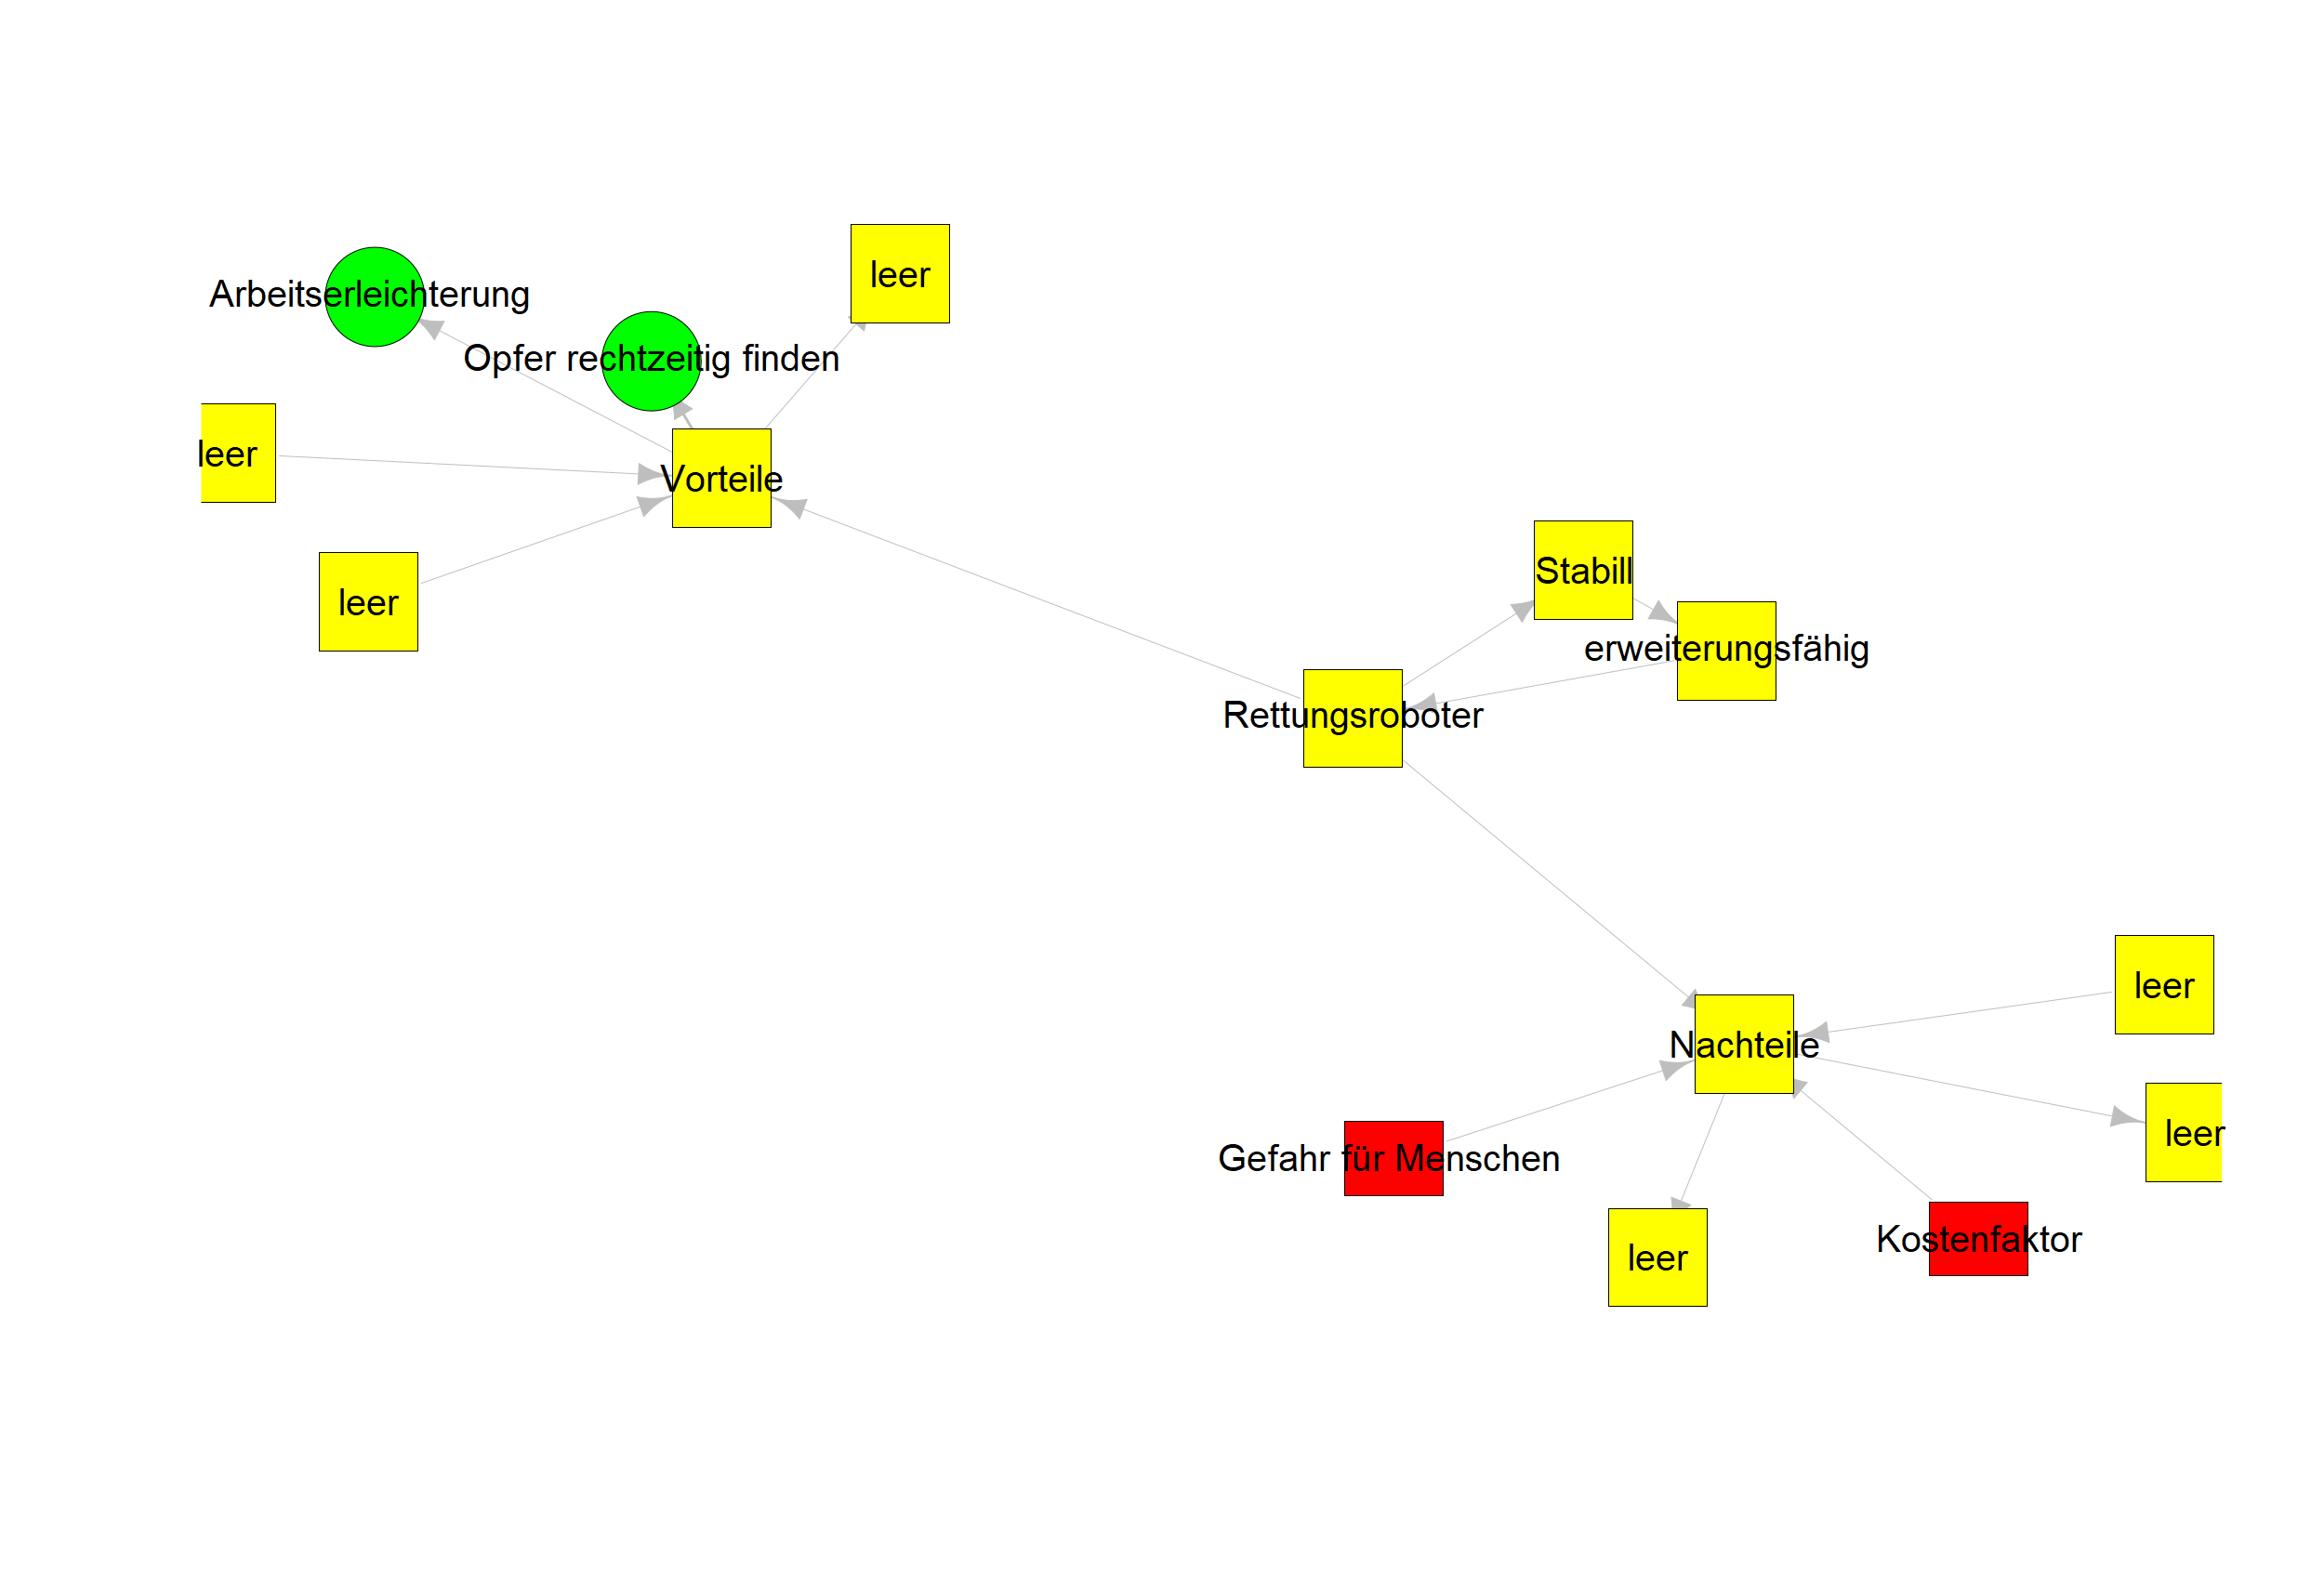 leer
Arbeitserleichterung
Opfer rechtzeitig finden
leer
Vorteile
leer
Stabill
erweiterungsfähig
Rettungsroboter
leer
Nachteile
leer
Gefahr für Menschen
Kostenfaktor
leer